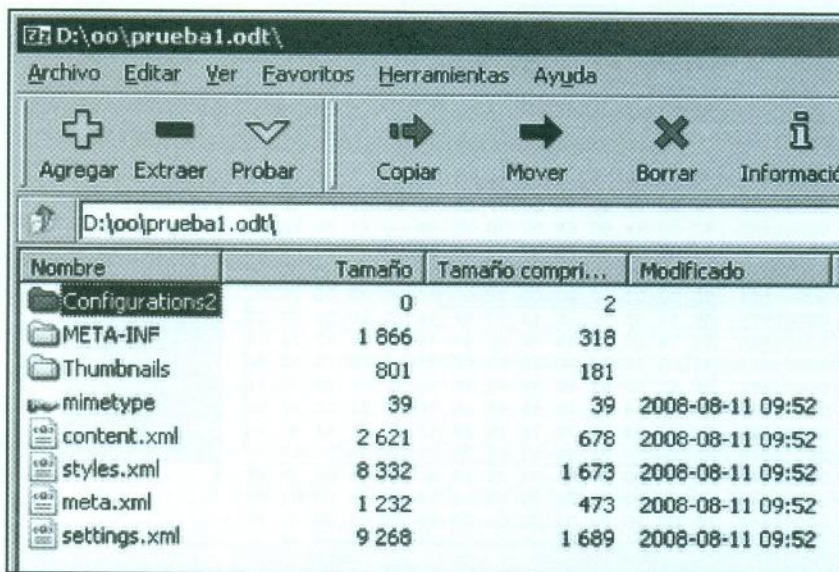 D:\oo\prueba1.odt\
Archivo Editar Ver Favoritos Herramientas Ayuda
Agregar Extraer Probar Copiar Mover Borrar Informació
D:\oo\prueba1.odt\
Nombre Tamaño Tamaño compri... Modificado
Configurations2 0 2
META-INF 1 866 318
Thumbnails 801 181
mimetype 39 39 2008-08-11 09:52
content.xml 2 621 678 2008-08-11 09:52
styles.xml 8 332 1 673 2008-08-11 09:52
meta.xml 1 232 473 2008-08-11 09:52
settings.xml 9 268 1 689 2008-08-11 09:52